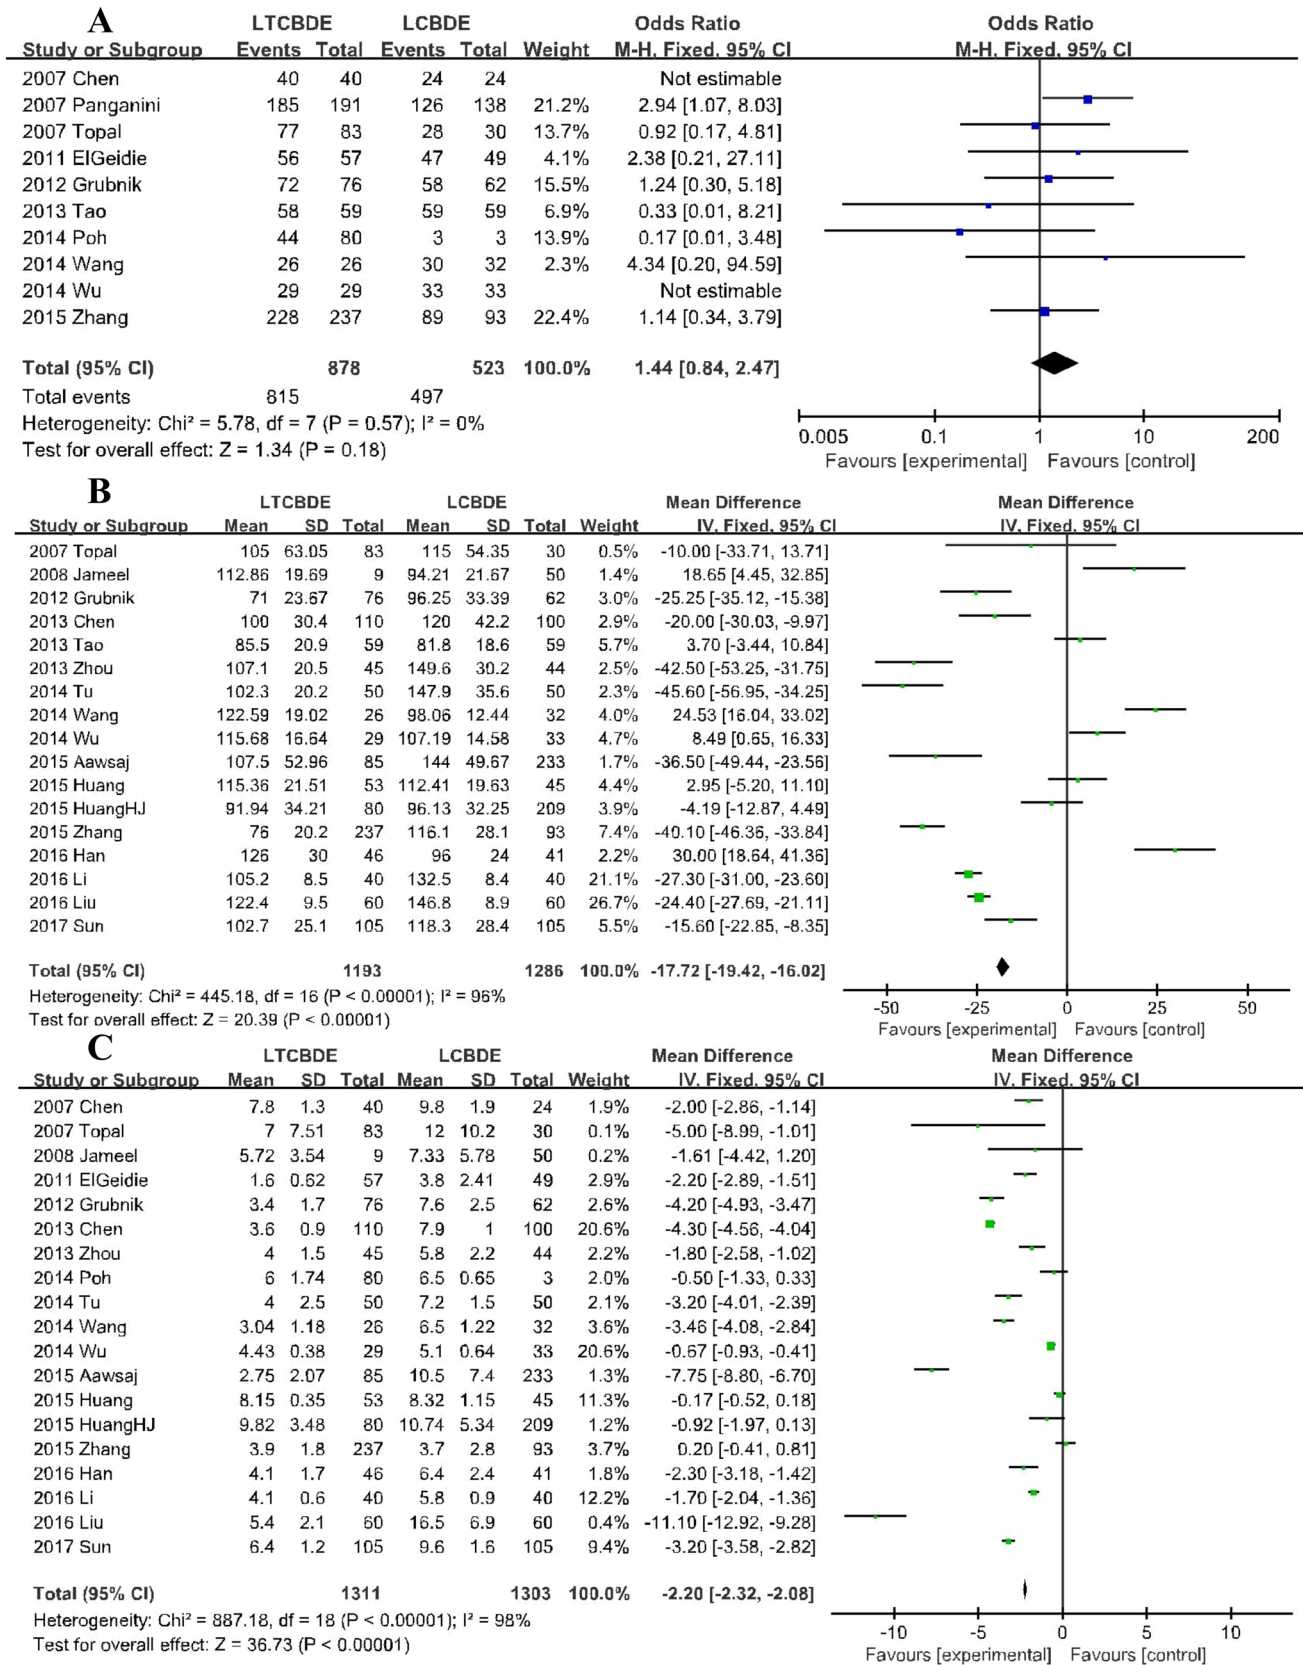 A
LTCBDE LCBDE Odds Ratio Odds Ratio
Study or Subgroup Events Total Events Total Weight M-H, Fixed, 95% CI M-H, Fixed, 95% CI
2007 Chen 40 40 24 24 Not estimable
2007 Panganini 185 191 126 138 21.2% 2.94 [1.07, 8.03]
2007 Topal 77 83 28 30 13.7% 0.92 [0.17, 4.81]
2011 ElGeidie 56 57 47 49 4.1% 2.38 [0.21, 27.11]
2012 Grubnik 72 76 58 62 15.5% 1.24 [0.30, 5.18]
2013 Tao 58 59 59 59 6.9% 0.33 [0.01, 8.21]
2014 Poh 44 80 3 3 13.9% 0.17 [0.01, 3.48]
2014 Wang 26 26 30 32 2.3% 4.34 [0.20, 94.59]
2014 Wu 29 29 33 33 Not estimable
2015 Zhang 228 237 89 93 22.4% 1.14 [0.34, 3.79]
Total (95% CI) 878 523 100.0% 1.44 [0.84, 2.47]
Total events 815 497
Heterogeneity: Chi² = 5.78, df = 7 (P = 0.57); I² = 0%
Test for overall effect: Z = 1.34 (P = 0.18)
0.005 0.1 1 10 200
Favours [experimental] Favours [control]
B
LTCBDE LCBDE Mean Difference Mean Difference
Study or Subgroup Mean SD Total Mean SD Total Weight IV, Fixed, 95% CI IV, Fixed, 95% CI
2007 Topal 105 63.05 83 115 54.35 30 0.5% -10.00 [-33.71, 13.71]
2008 Jameel 112.86 19.69 9 94.21 21.67 50 1.4% 18.65 [4.45, 32.85]
2012 Grubnik 71 23.67 76 96.25 33.39 62 3.0% -25.25 [-35.12, -15.38]
2013 Chen 100 30.4 110 120 42.2 100 2.9% -20.00 [-30.03, -9.97]
2013 Tao 85.5 20.9 59 81.8 18.6 59 5.7% 3.70 [-3.44, 10.84]
2013 Zhou 107.1 20.5 45 149.6 30.2 44 2.5% -42.50 [-53.25, -31.75]
2014 Tu 102.3 20.2 50 147.9 35.6 50 2.3% -45.60 [-56.95, -34.25]
2014 Wang 122.59 19.02 26 98.06 12.44 32 4.0% 24.53 [16.04, 33.02]
2014 Wu 115.68 16.64 29 107.19 14.58 33 4.7% 8.49 [0.65, 16.33]
2015 Aawsaj 107.5 52.96 85 144 49.67 233 1.7% -36.50 [-49.44, -23.56]
2015 Huang 115.36 21.51 53 112.41 19.63 45 4.4% 2.95 [-5.20, 11.10]
2015 HuangHJ 91.94 34.21 80 96.13 32.25 209 3.9% -4.19 [-12.87, 4.49]
2015 Zhang 76 20.2 237 116.1 28.1 93 7.4% -40.10 [-46.36, -33.84]
2016 Han 126 30 46 96 24 41 2.2% 30.00 [18.64, 41.36]
2016 Li 105.2 8.5 40 132.5 8.4 40 21.1% -27.30 [-31.00, -23.60]
2016 Liu 122.4 9.5 60 146.8 8.9 60 26.7% -24.40 [-27.69, -21.11]
2017 Sun 102.7 25.1 105 118.3 28.4 105 5.5% -15.60 [-22.85, -8.35]
Total (95% CI) 1193 1286 100.0% -17.72 [-19.42, -16.02]
Heterogeneity: Chi² = 445.18, df = 16 (P < 0.00001); I² = 96%
Test for overall effect: Z = 20.39 (P < 0.00001)
-50 -25 0 25 50
Favours [experimental] Favours [control]
C
LTCBDE LCBDE Mean Difference Mean Difference
Study or Subgroup Mean SD Total Mean SD Total Weight IV, Fixed, 95% CI IV, Fixed, 95% CI
2007 Chen 7.8 1.3 40 9.8 1.9 24 1.9% -2.00 [-2.86, -1.14]
2007 Topal 7 7.51 83 12 10.2 30 0.1% -5.00 [-8.99, -1.01]
2008 Jameel 5.72 3.54 9 7.33 5.78 50 0.2% -1.61 [-4.42, 1.20]
2011 ElGeidie 1.6 0.62 57 3.8 2.41 49 2.9% -2.20 [-2.89, -1.51]
2012 Grubnik 3.4 1.7 76 7.6 2.5 62 2.6% -4.20 [-4.93, -3.47]
2013 Chen 3.6 0.9 110 7.9 1 100 20.6% -4.30 [-4.56, -4.04]
2013 Zhou 4 1.5 45 5.8 2.2 44 2.2% -1.80 [-2.58, -1.02]
2014 Poh 6 1.74 80 6.5 0.65 3 2.0% -0.50 [-1.33, 0.33]
2014 Tu 4 2.5 50 7.2 1.5 50 2.1% -3.20 [-4.01, -2.39]
2014 Wang 3.04 1.18 26 6.5 1.22 32 3.6% -3.46 [-4.08, -2.84]
2014 Wu 4.43 0.38 29 5.1 0.64 33 20.6% -0.67 [-0.93, -0.41]
2015 Aawsaj 2.75 2.07 85 10.5 7.4 233 1.3% -7.75 [-8.80, -6.70]
2015 Huang 8.15 0.35 53 8.32 1.15 45 11.3% -0.17 [-0.52, 0.18]
2015 HuangHJ 9.82 3.48 80 10.74 5.34 209 1.2% -0.92 [-1.97, 0.13]
2015 Zhang 3.9 1.8 237 3.7 2.8 93 3.7% 0.20 [-0.41, 0.81]
2016 Han 4.1 1.7 46 6.4 2.4 41 1.8% -2.30 [-3.18, -1.42]
2016 Li 4.1 0.6 40 5.8 0.9 40 12.2% -1.70 [-2.04, -1.36]
2016 Liu 5.4 2.1 60 16.5 6.9 60 0.4% -11.10 [-12.92, -9.28]
2017 Sun 6.4 1.2 105 9.6 1.6 105 9.4% -3.20 [-3.58, -2.82]
Total (95% CI) 1311 1303 100.0% -2.20 [-2.32, -2.08]
Heterogeneity: Chi² = 887.18, df = 18 (P < 0.00001); I² = 98%
Test for overall effect: Z = 36.73 (P < 0.00001)
-10 -5 0 5 10
Favours [experimental] Favours [control]